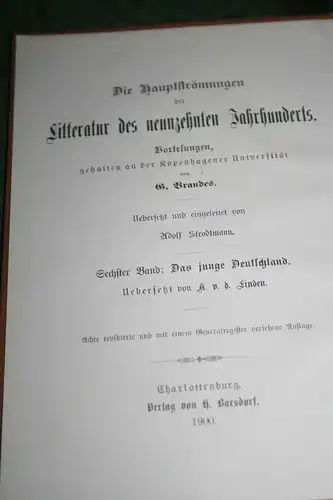 Die Hauptströmungen
der
Litteratur des neunzehnten Jahrhunderts.
Vorlesungen,
gehalten an der Kopenhagener Universität
von
G. Brandes.
Uebersetzt und eingeleitet von
Adolf Strodtmann.
Sechster Band: Das junge Deutschland.
Uebersetzt von A. v. d. Linden.
Achte revidierte und mit einem Generalregister versehene Auflage.
Charlottenburg.
Verlag von H. Barsdorf.
1900.